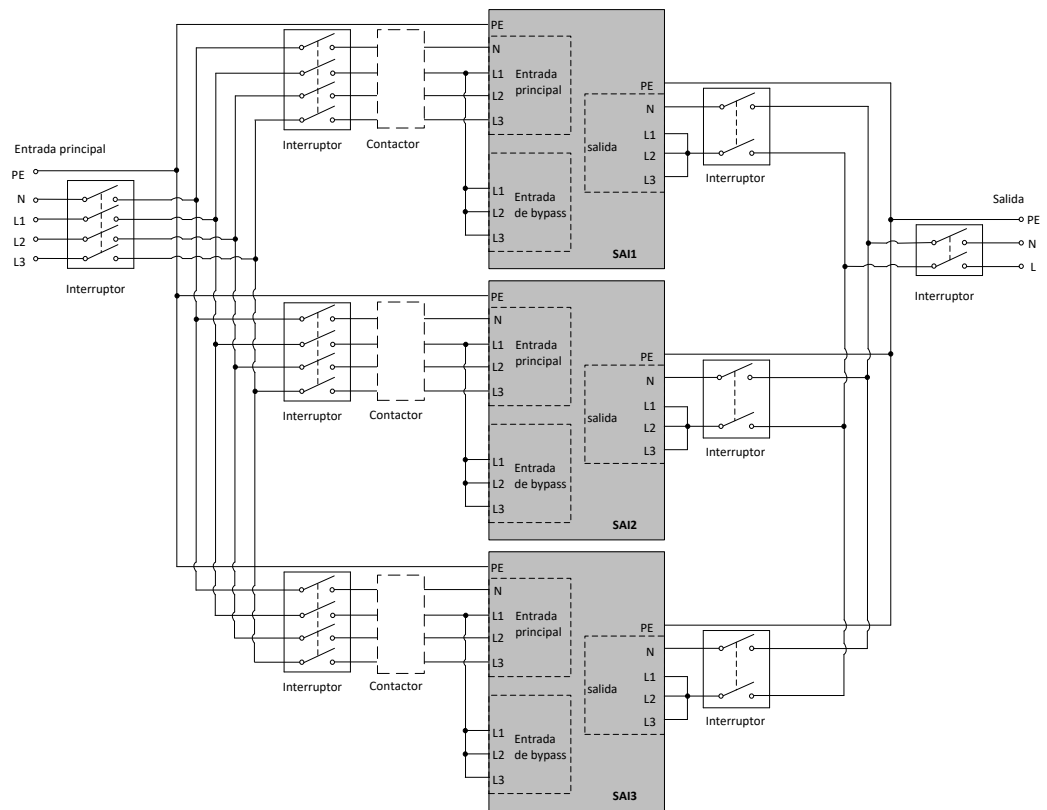 Entrada principal
PE
N
L1
L2
L3
Interruptor
Interruptor
Contactor
PE
N
L1
L2
L3
Entrada
principal
L1
L2
L3
Entrada
de bypass
salida
PE
N
L1
L2
L3
SAI1
Interruptor
Interruptor
Contactor
PE
N
L1
L2
L3
Entrada
principal
L1
L2
L3
Entrada
de bypass
salida
PE
N
L1
L2
L3
SAI2
Interruptor
Interruptor
Contactor
PE
N
L1
L2
L3
Entrada
principal
L1
L2
L3
Entrada
de bypass
salida
PE
N
L1
L2
L3
SAI3
Interruptor
Salida
PE
N
L
Interruptor